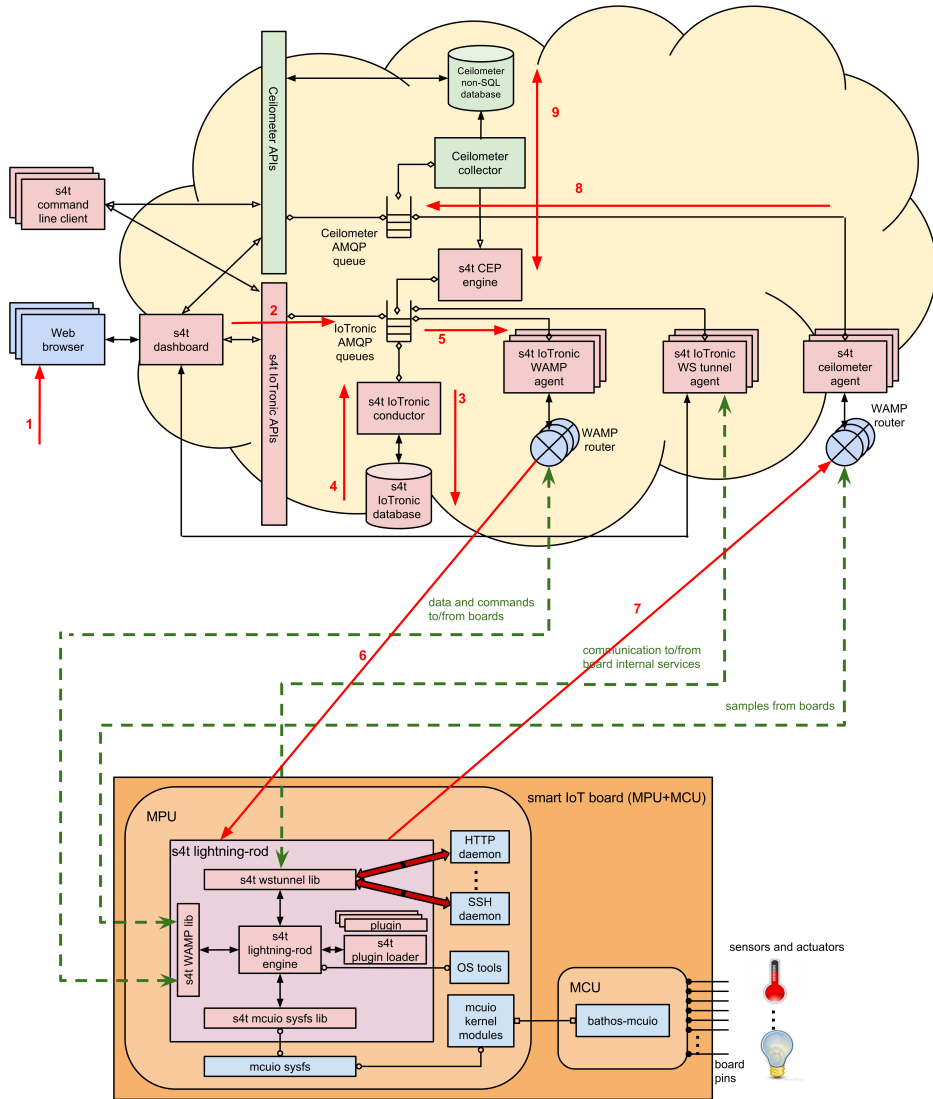 Ceilometer APIs
Ceilometer
non-SQL
database
9
Ceilometer
collector
s4t
command
line client
8
Ceilometer
AMQP
queue
s4t CEP
engine
Web
browser
s4t
dashboard
2
s4t IoTronic APIs
IoTronic
AMQP
queues
5
s4t IoTronic
WAMP
agent
s4t IoTronic
WS tunnel
agent
s4t
ceilometer
agent
1
s4t IoTronic
conductor
3
4
WAMP
router
WAMP
router
s4t
IoTronic
database
data and commands
to/from boards
7
6
communication to/from
board internal services
samples from boards
smart IoT board (MPU+MCU)
MPU
s4t lightning-rod
HTTP
daemon
s4t wstunnel lib
SSH
daemon
s4t WAMP lib
plugin
s4t
lightning-rod
engine
s4t
plugin loader
OS tools
sensors and actuators
MCU
s4t mcuio sysfs lib
mcuio
kernel
modules
bathos-mcuio
mcuio sysfs
board
pins